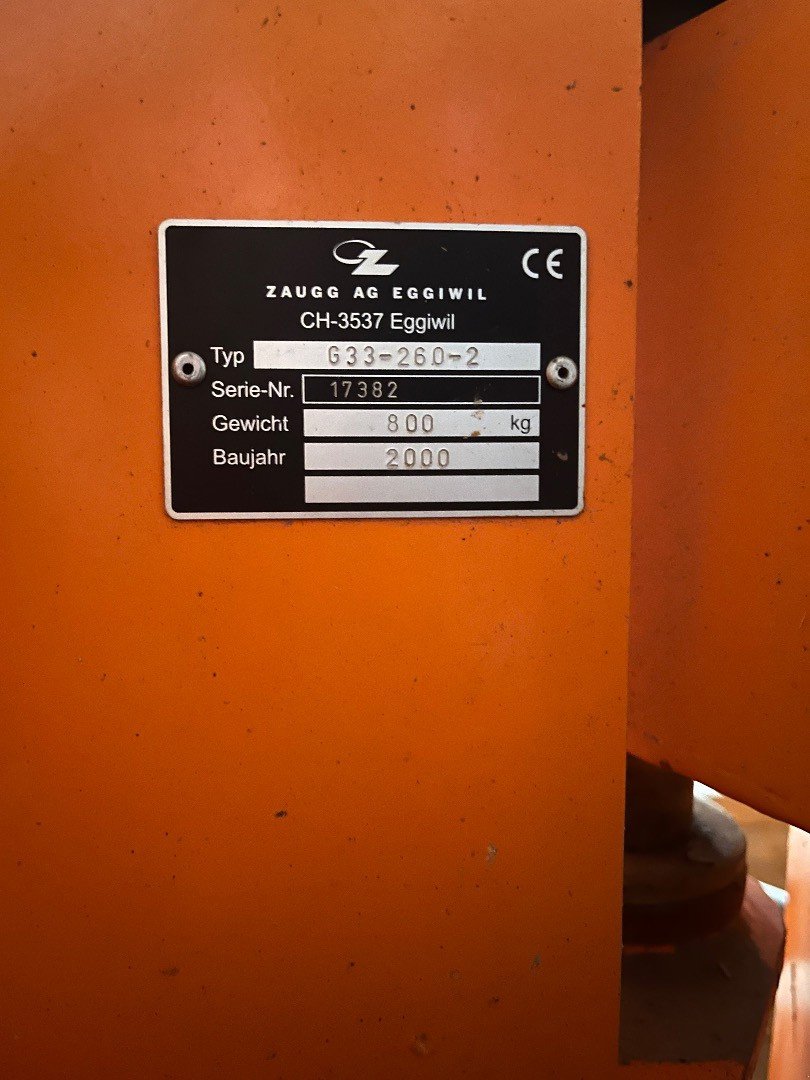 CE
ZAUGG AG EGGIWIL
CH-3537 Eggiwil
Typ G33-260-2
Serie-Nr. 17382
Gewicht 800 kg
Baujahr 2000